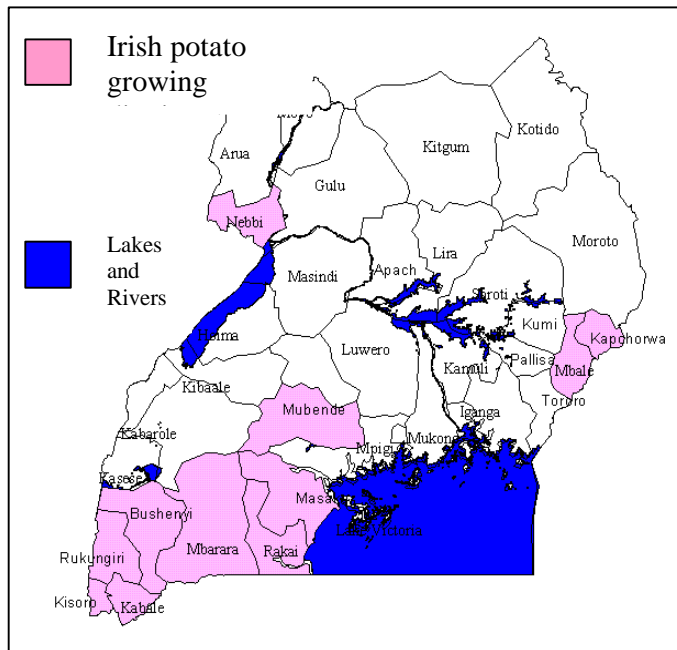 Irish potato
growing
Kotido
Kitgum
Arua
Gulu
Nebbi
Moroto
Lira
Lakes
and
Rivers
Apach
Masindi
Soroti
Hoima
Kumi
Kapchorwa
Luwero
Pallisa
Mbale
Kamuli
Kibaale
Tororo
Mubende
Iganga
Kabarole
Mukono
Mpigi
Kasese
Masaka
Bushenyi
Lake Victoria
Rukungiri
Mbarara
Rakai
Kisoro
Kabale